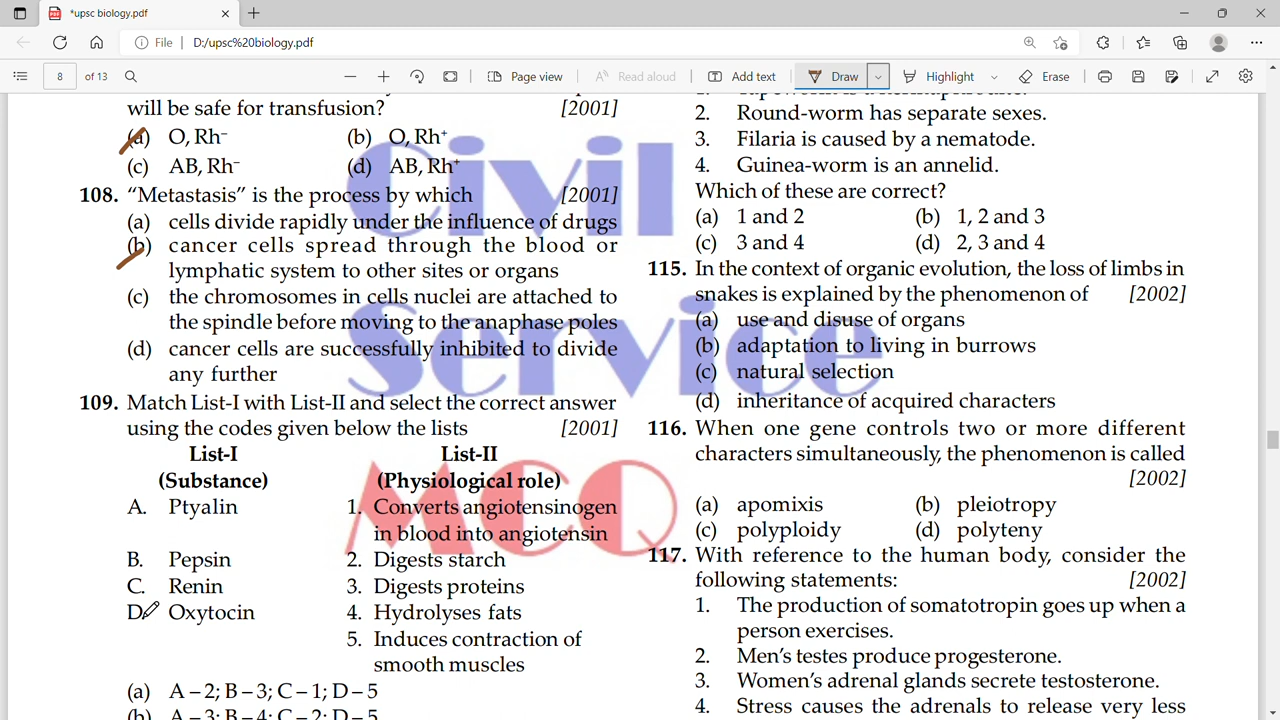 *upsc biology.pdf
File
D:/upsc%20biology.pdf
8
of 13
Page view
Read aloud
Add text
Draw
Highlight
Erase
will be safe for transfusion? [2001]
(a) O, Rh⁻ (b) O, Rh⁺
(c) AB, Rh⁻ (d) AB, Rh⁺
108. “Metastasis” is the process by which [2001]
(a) cells divide rapidly under the influence of drugs
(b) cancer cells spread through the blood or
lymphatic system to other sites or organs
(c) the chromosomes in cells nuclei are attached to
the spindle before moving to the anaphase poles
(d) cancer cells are successfully inhibited to divide
any further
109. Match List-I with List-II and select the correct answer
using the codes given below the lists [2001]
List-I List-II
(Substance) (Physiological role)
A. Ptyalin 1. Converts angiotensinogen
in blood into angiotensin
B. Pepsin 2. Digests starch
C. Renin 3. Digests proteins
D. Oxytocin 4. Hydrolyses fats
5. Induces contraction of
smooth muscles
(a) A – 2; B – 3; C – 1; D – 5
(b) A – 3; B – 4; C – 2; D – 5
2. Round-worm has separate sexes.
3. Filaria is caused by a nematode.
4. Guinea-worm is an annelid.
Which of these are correct?
(a) 1 and 2 (b) 1, 2 and 3
(c) 3 and 4 (d) 2, 3 and 4
115. In the context of organic evolution, the loss of limbs in
snakes is explained by the phenomenon of [2002]
(a) use and disuse of organs
(b) adaptation to living in burrows
(c) natural selection
(d) inheritance of acquired characters
116. When one gene controls two or more different
characters simultaneously, the phenomenon is called
[2002]
(a) apomixis (b) pleiotropy
(c) polyploidy (d) polyteny
117. With reference to the human body, consider the
following statements: [2002]
1. The production of somatotropin goes up when a
person exercises.
2. Men’s testes produce progesterone.
3. Women’s adrenal glands secrete testosterone.
4. Stress causes the adrenals to release very less
Civil
Service
MCQ